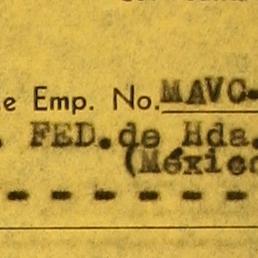 e Emp. No. MAVC-
. FED. de Hda.
(Méxic